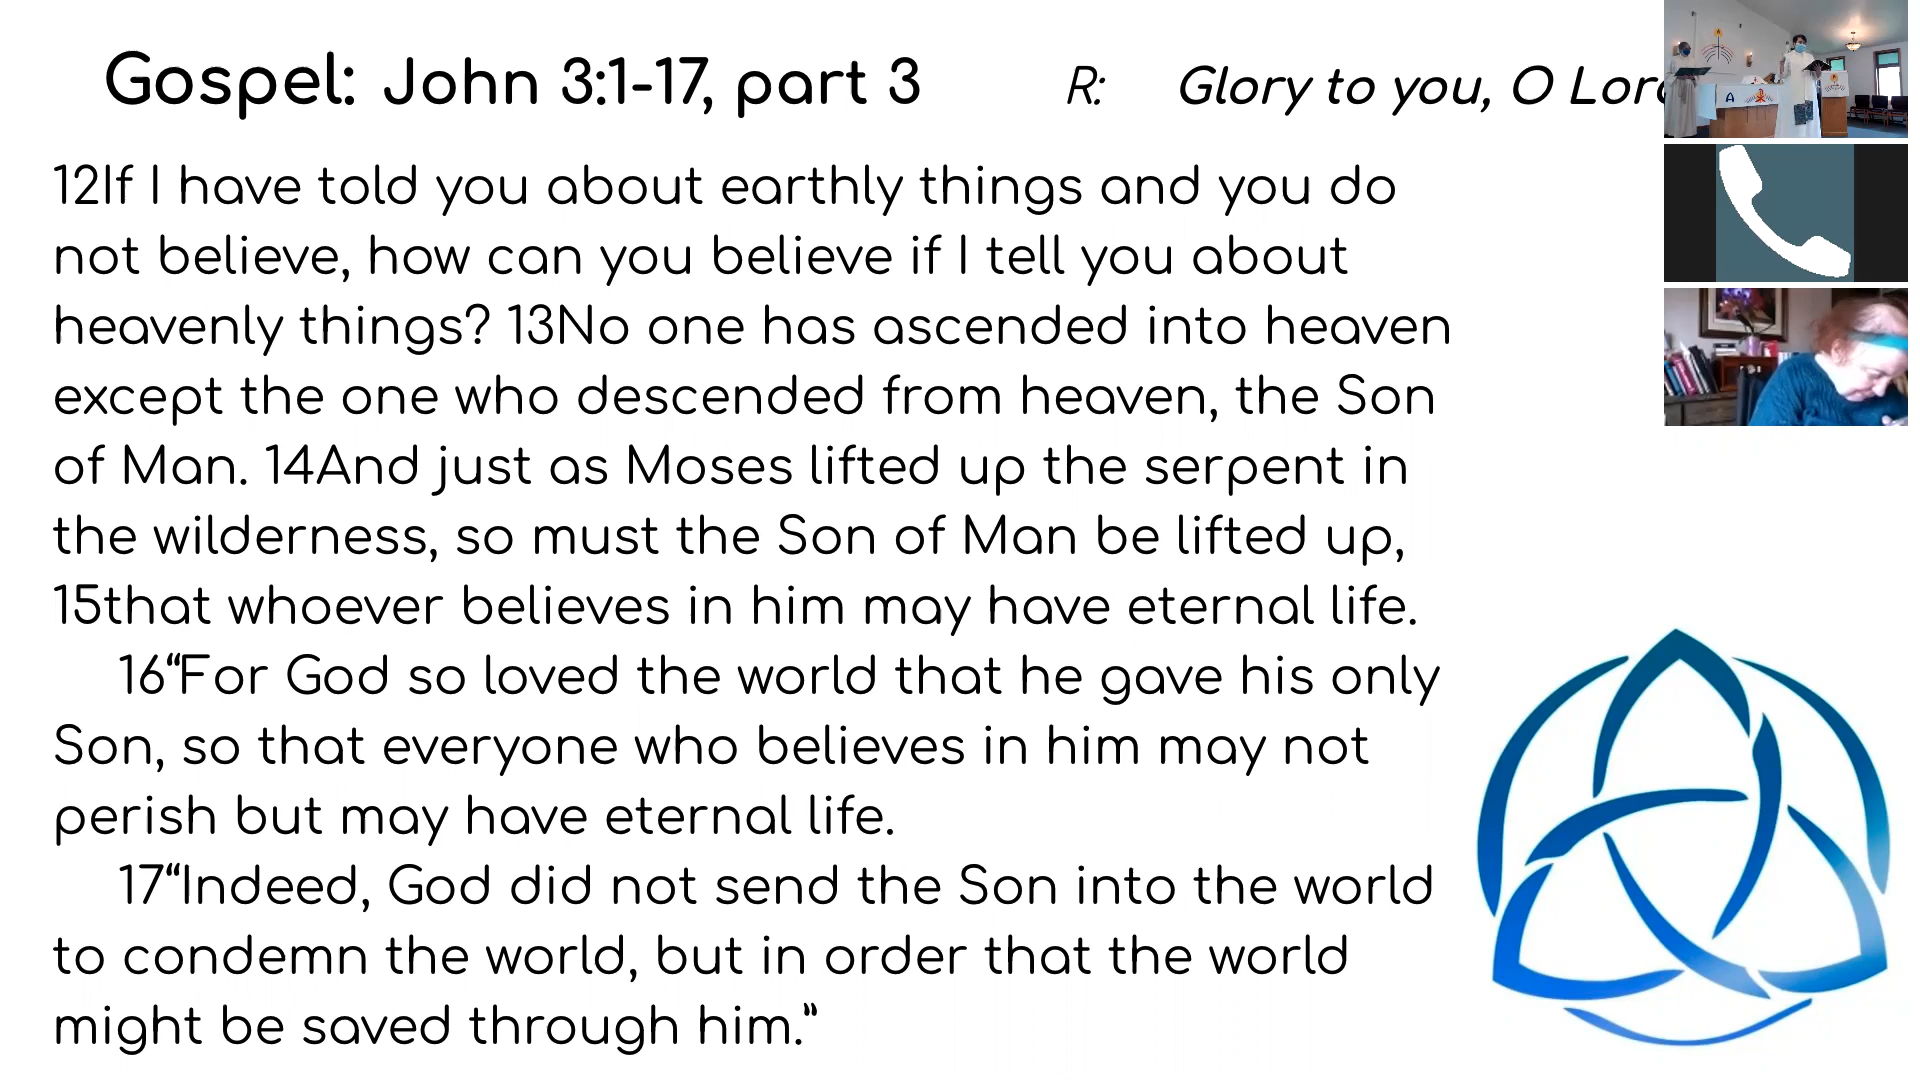 Gospel: John 3:1-17, part 3 R: Glory to you, O Lord
12If I have told you about earthly things and you do
not believe, how can you believe if I tell you about
heavenly things? 13No one has ascended into heaven
except the one who descended from heaven, the Son
of Man. 14And just as Moses lifted up the serpent in
the wilderness, so must the Son of Man be lifted up,
15that whoever believes in him may have eternal life.
16“For God so loved the world that he gave his only
Son, so that everyone who believes in him may not
perish but may have eternal life.
17“Indeed, God did not send the Son into the world
to condemn the world, but in order that the world
might be saved through him.”